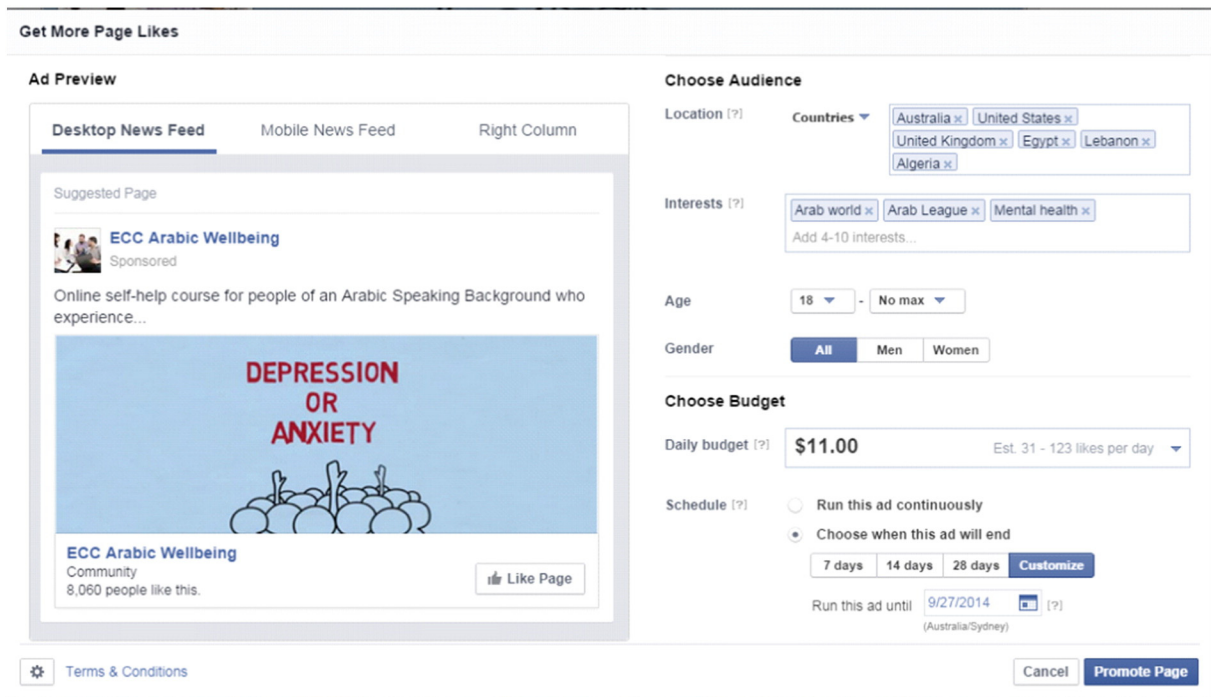 Get More Page Likes
Ad Preview
Desktop News Feed Mobile News Feed Right Column
Suggested Page
ECC Arabic Wellbeing
Sponsored
Online self-help course for people of an Arabic Speaking Background who
experience...
DEPRESSION
OR
ANXIETY
ECC Arabic Wellbeing
Community
8,060 people like this.
Like Page
Choose Audience
Location [?] Countries Australia × United States ×
United Kingdom × Egypt × Lebanon ×
Algeria ×
Interests [?] Arab world × Arab League × Mental health ×
Add 4-10 interests...
Age 18 - No max
Gender All Men Women
Choose Budget
Daily budget [?] $11.00 Est. 31 - 123 likes per day
Schedule [?] Run this ad continuously
Choose when this ad will end
7 days 14 days 28 days Customize
Run this ad until 9/27/2014 [?]
(Australia/Sydney)
Terms & Conditions Cancel Promote Page